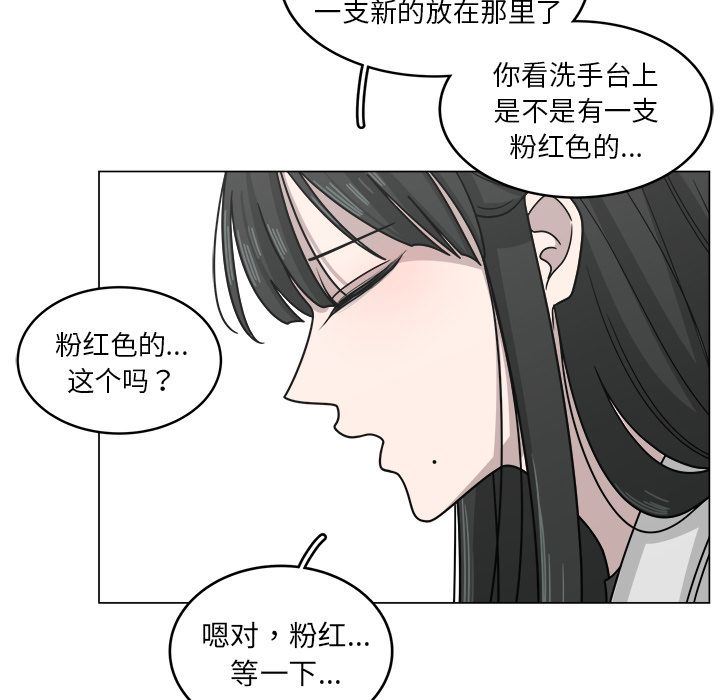 一支新的放在那里了
你看洗手台上
是不是有一支
粉红色的...
粉红色的...
这个吗？
嗯对，粉红...
等一下...